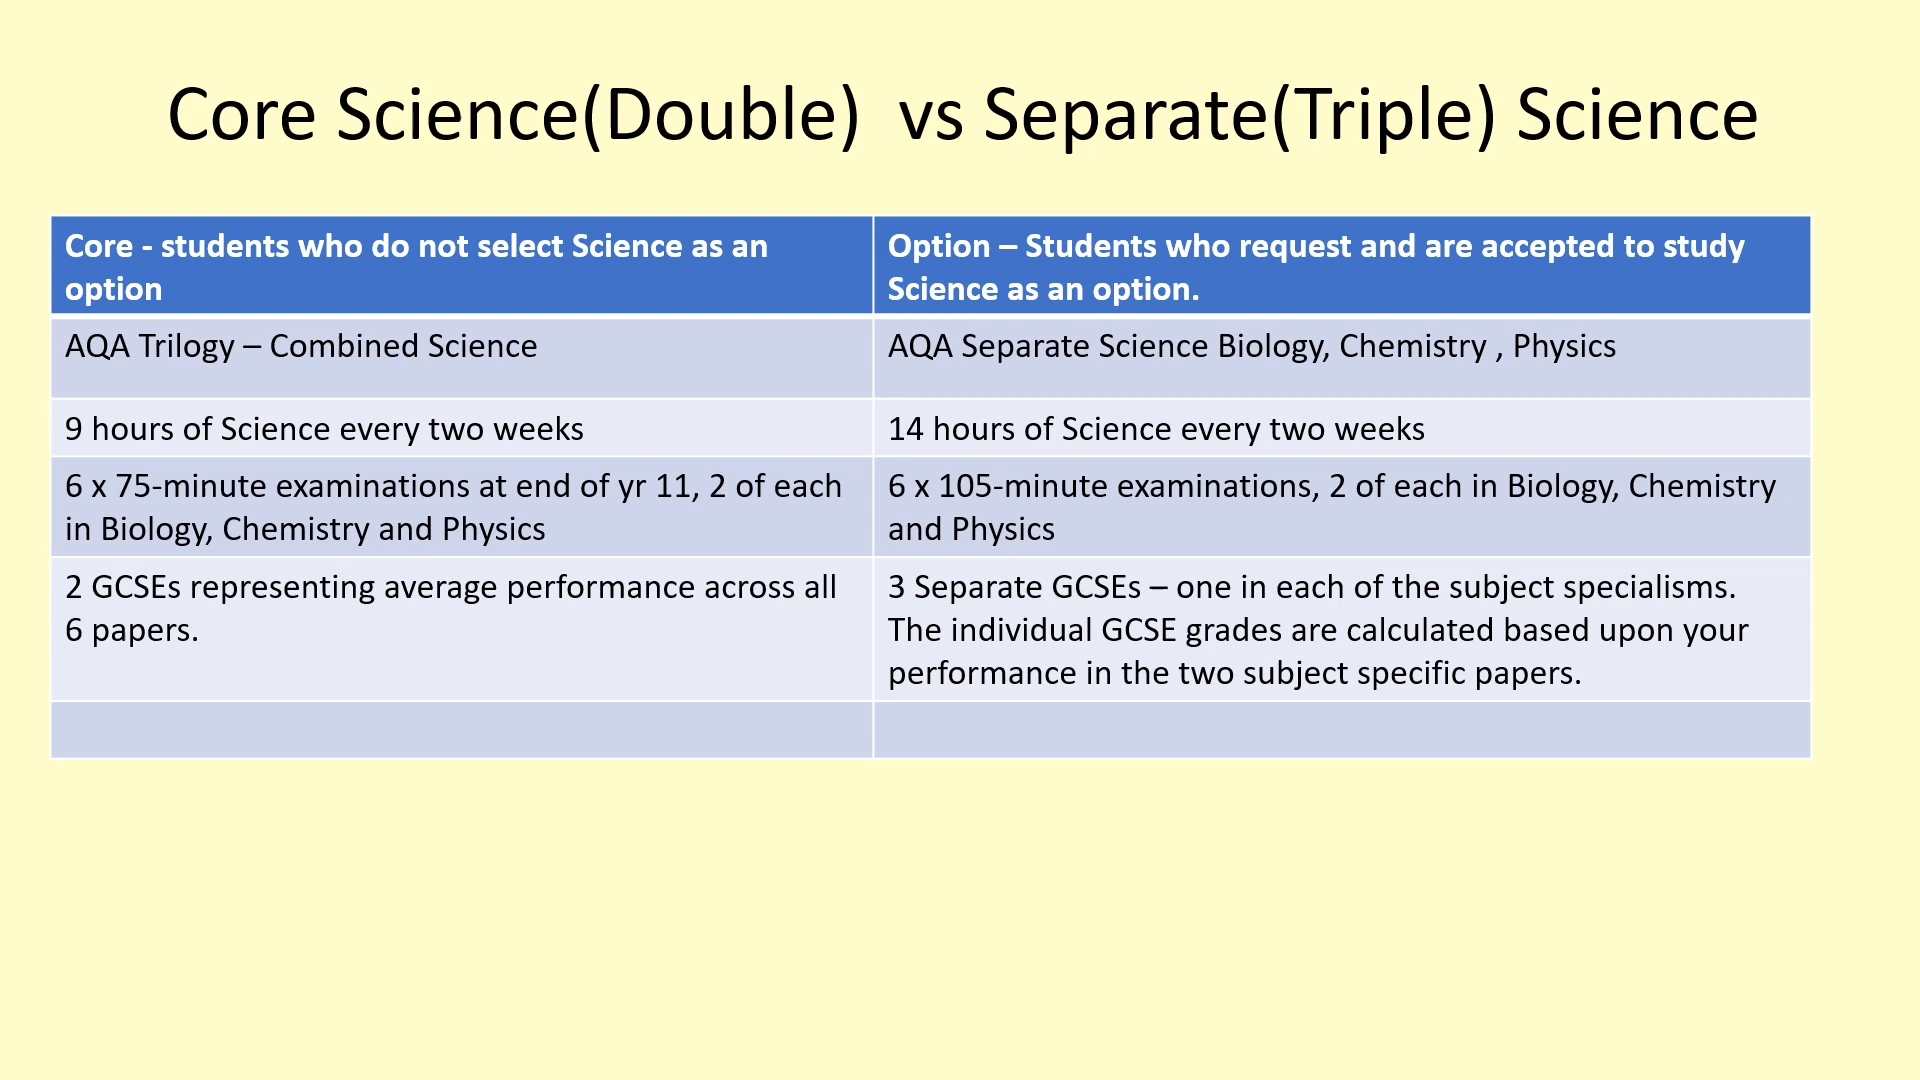 Core Science(Double)  vs Separate(Triple) Science
Core - students who do not select Science as an
option
Option – Students who request and are accepted to study
Science as an option.
AQA Trilogy – Combined Science
AQA Separate Science Biology, Chemistry , Physics
9 hours of Science every two weeks
14 hours of Science every two weeks
6 x 75-minute examinations at end of yr 11, 2 of each
in Biology, Chemistry and Physics
6 x 105-minute examinations, 2 of each in Biology, Chemistry
and Physics
2 GCSEs representing average performance across all
6 papers.
3 Separate GCSEs – one in each of the subject specialisms.
The individual GCSE grades are calculated based upon your
performance in the two subject specific papers.